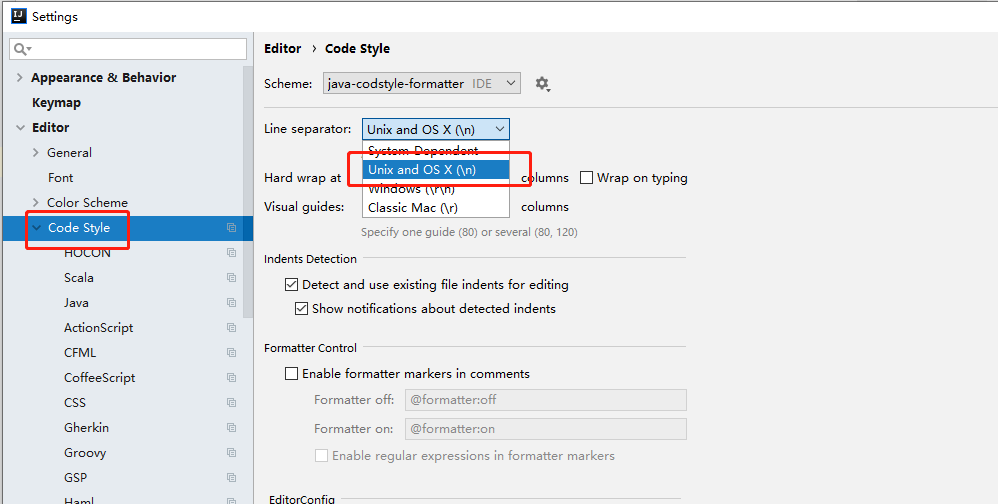 Settings
Appearance & Behavior
Keymap
Editor
General
Font
Color Scheme
Code Style
HOCON
Scala
Java
ActionScript
CFML
CoffeeScript
CSS
Gherkin
Groovy
GSP
Haml
Editor › Code Style
Scheme: java-codstyle-formatter IDE
Line separator: Unix and OS X (\n)
System-Dependent
Unix and OS X (\n)
Windows (\r\n)
Classic Mac (\r)
Hard wrap at columns Wrap on typing
Visual guides: columns
Specify one guide (80) or several (80, 120)
Indents Detection
Detect and use existing file indents for editing
Show notifications about detected indents
Formatter Control
Enable formatter markers in comments
Formatter off: @formatter:off
Formatter on: @formatter:on
Enable regular expressions in formatter markers
EditorConfig